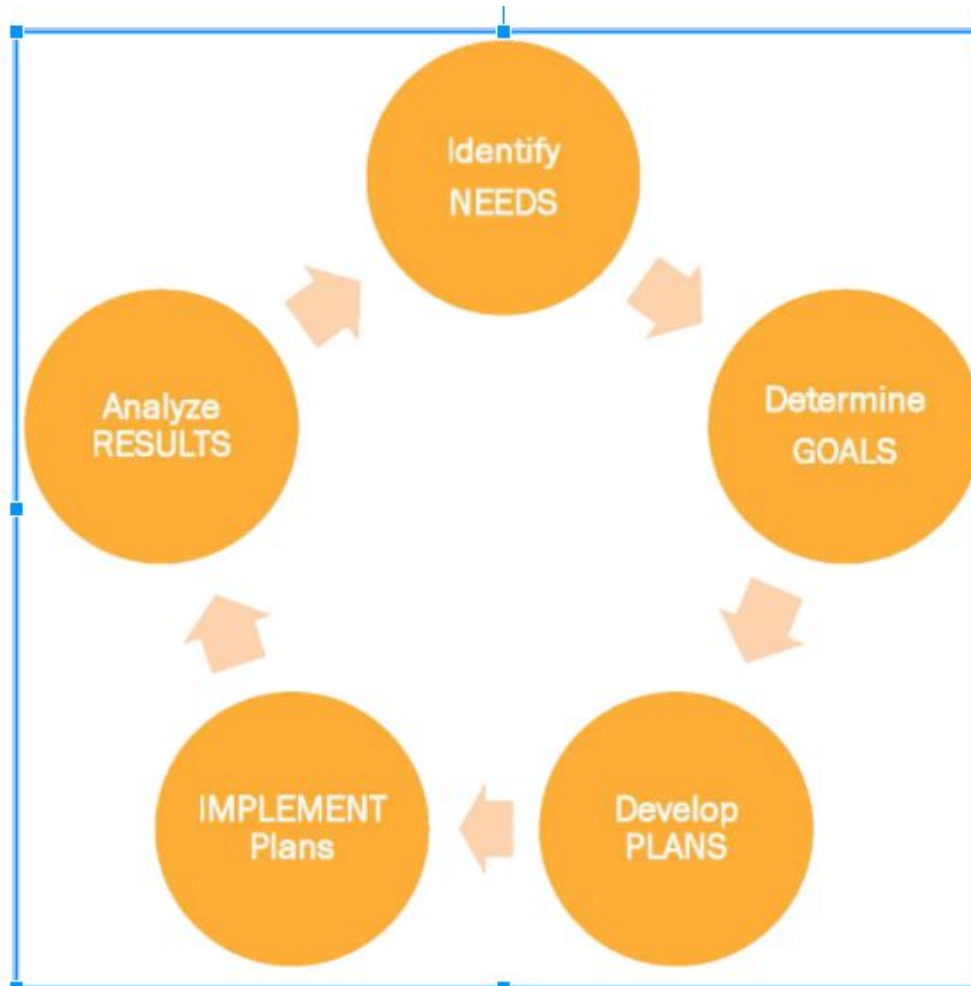 Identify
NEEDS
Determine
GOALS
Develop
PLANS
IMPLEMENT
Plans
Analyze
RESULTS